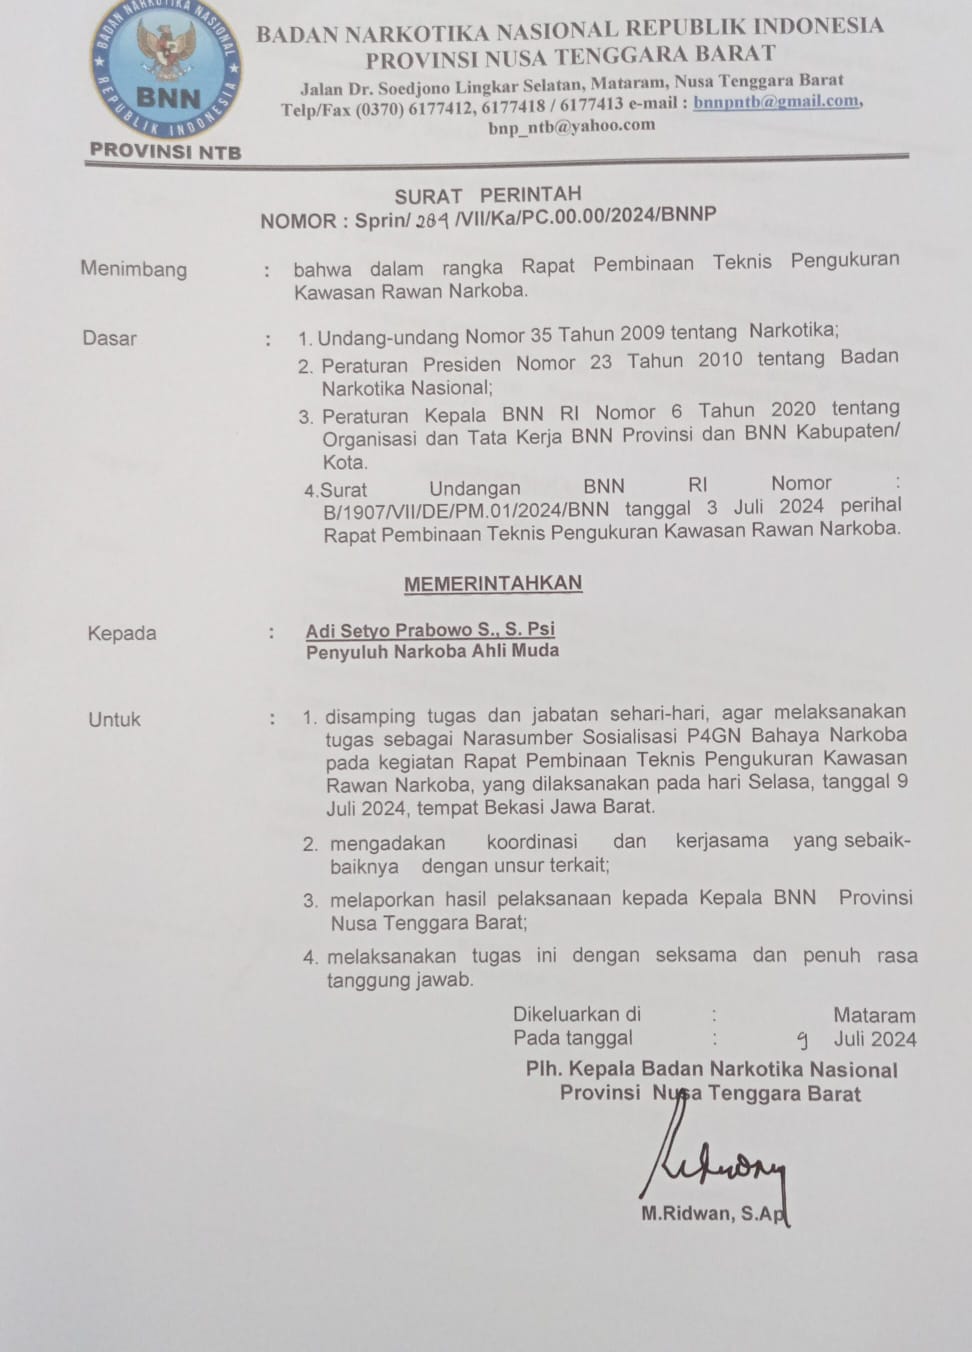 BADAN NARKOTIKA NASIONAL
REPUBLIK INDONESIA
BNN
PROVINSI NTB
BADAN NARKOTIKA NASIONAL REPUBLIK INDONESIA
PROVINSI NUSA TENGGARA BARAT
Jalan Dr. Soedjono Lingkar Selatan, Mataram, Nusa Tenggara Barat
Telp/Fax (0370) 6177412, 6177418 / 6177413 e-mail : bnnpntb@gmail.com,
bnp_ntb@yahoo.com
SURAT PERINTAH
NOMOR : Sprin/ 289 /VII/Ka/PC.00.00/2024/BNNP
Menimbang : bahwa dalam rangka Rapat Pembinaan Teknis Pengukuran
Kawasan Rawan Narkoba.
Dasar : 1. Undang-undang Nomor 35 Tahun 2009 tentang Narkotika;
2. Peraturan Presiden Nomor 23 Tahun 2010 tentang Badan
Narkotika Nasional;
3. Peraturan Kepala BNN RI Nomor 6 Tahun 2020 tentang
Organisasi dan Tata Kerja BNN Provinsi dan BNN Kabupaten/
Kota.
4.Surat Undangan BNN RI Nomor :
B/1907/VII/DE/PM.01/2024/BNN tanggal 3 Juli 2024 perihal
Rapat Pembinaan Teknis Pengukuran Kawasan Rawan Narkoba.
MEMERINTAHKAN
Kepada : Adi Setyo Prabowo S., S. Psi
Penyuluh Narkoba Ahli Muda
Untuk : 1. disamping tugas dan jabatan sehari-hari, agar melaksanakan
tugas sebagai Narasumber Sosialisasi P4GN Bahaya Narkoba
pada kegiatan Rapat Pembinaan Teknis Pengukuran Kawasan
Rawan Narkoba, yang dilaksanakan pada hari Selasa, tanggal 9
Juli 2024, tempat Bekasi Jawa Barat.
2. mengadakan koordinasi dan kerjasama yang sebaik-
baiknya dengan unsur terkait;
3. melaporkan hasil pelaksanaan kepada Kepala BNN Provinsi
Nusa Tenggara Barat;
4. melaksanakan tugas ini dengan seksama dan penuh rasa
tanggung jawab.
Dikeluarkan di : Mataram
Pada tanggal : 9 Juli 2024
Plh. Kepala Badan Narkotika Nasional
Provinsi Nusa Tenggara Barat
M.Ridwan, S.Ap